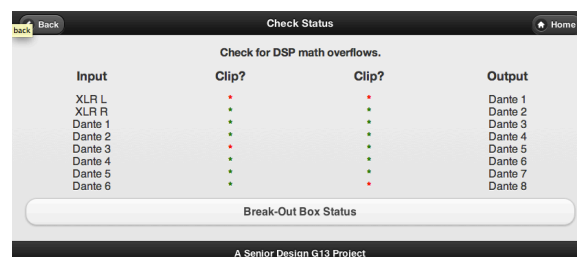 Back Check Status Home
back
Check for DSP math overflows.
Input Clip? Clip? Output
XLR L * * Dante 1
XLR R * * Dante 2
Dante 1 * * Dante 3
Dante 2 * * Dante 4
Dante 3 * * Dante 5
Dante 4 * * Dante 6
Dante 5 * * Dante 7
Dante 6 * * Dante 8
Break-Out Box Status
A Senior Design G13 Project